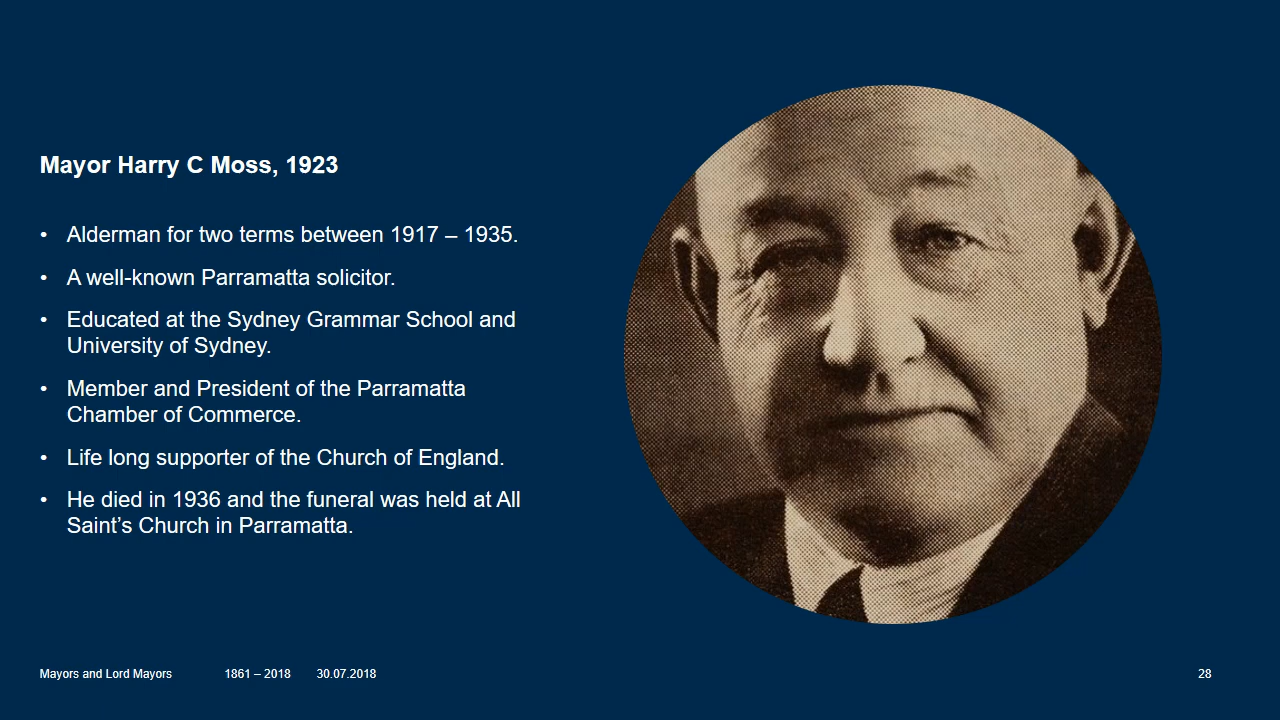 Mayor Harry C Moss, 1923
• Alderman for two terms between 1917 – 1935.
• A well-known Parramatta solicitor.
• Educated at the Sydney Grammar School and
University of Sydney.
• Member and President of the Parramatta
Chamber of Commerce.
• Life long supporter of the Church of England.
• He died in 1936 and the funeral was held at All
Saint’s Church in Parramatta.
Mayors and Lord Mayors 1861 – 2018 30.07.2018 28